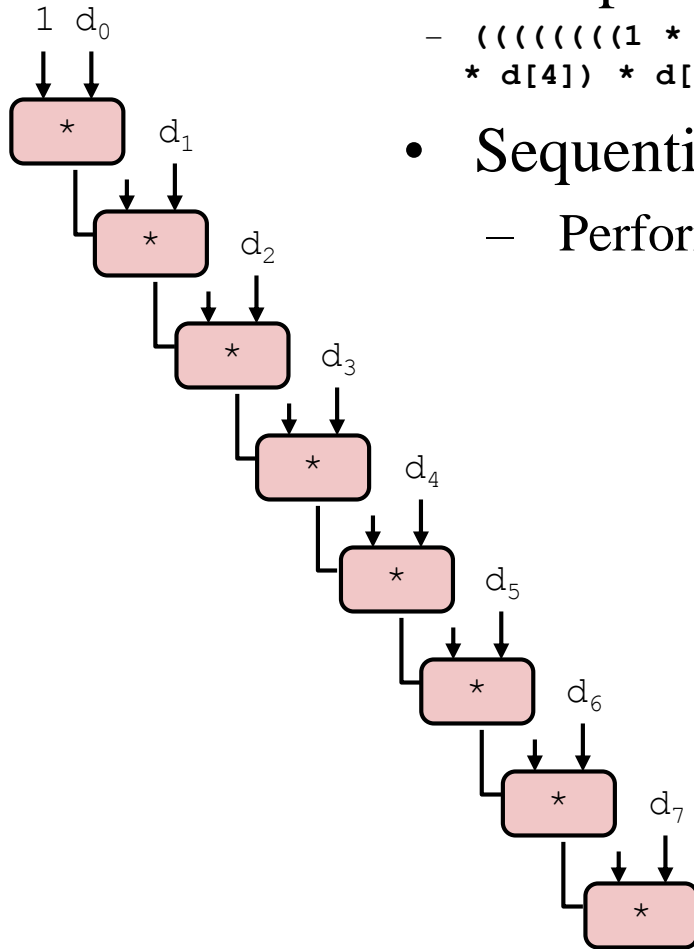 – ((((((((1 *
* d[4]) * d[
• Sequenti
– Perfor
1 d₀
*
d₁
*
d₂
*
d₃
*
d₄
*
d₅
*
d₆
*
d₇
*